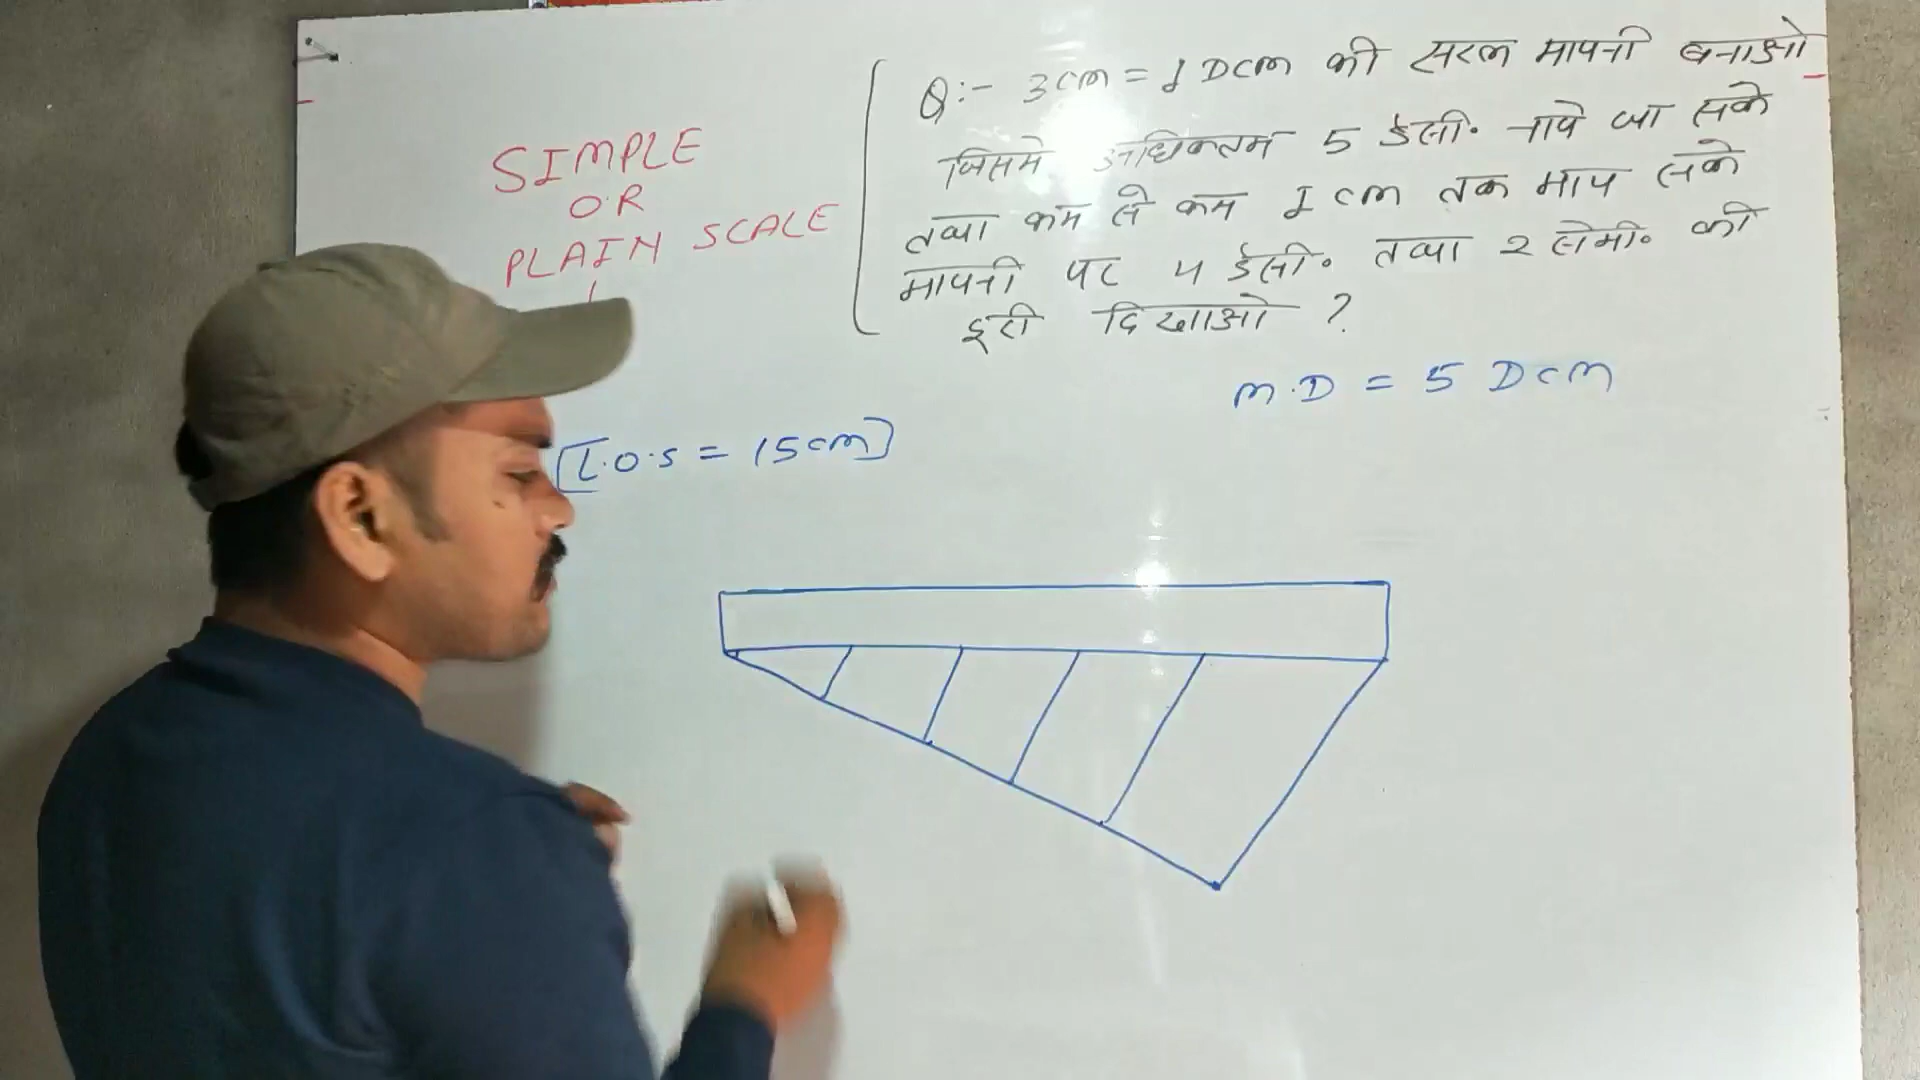 SIMPLE
OR
PLAIN SCALE
Q:- 3cm = 1 Dcm की सरल मापनी बनाओ
जिसमे अधिकतम 5 डेसी. नापे जा सके
तथा कम से कम 1 cm तक माप सके
मापनी पर 4 डेसी. तथा 2 सेमी. की
दूरी दिखाओ ?
M.D = 5 Dcm
[L.O.S = 15cm]